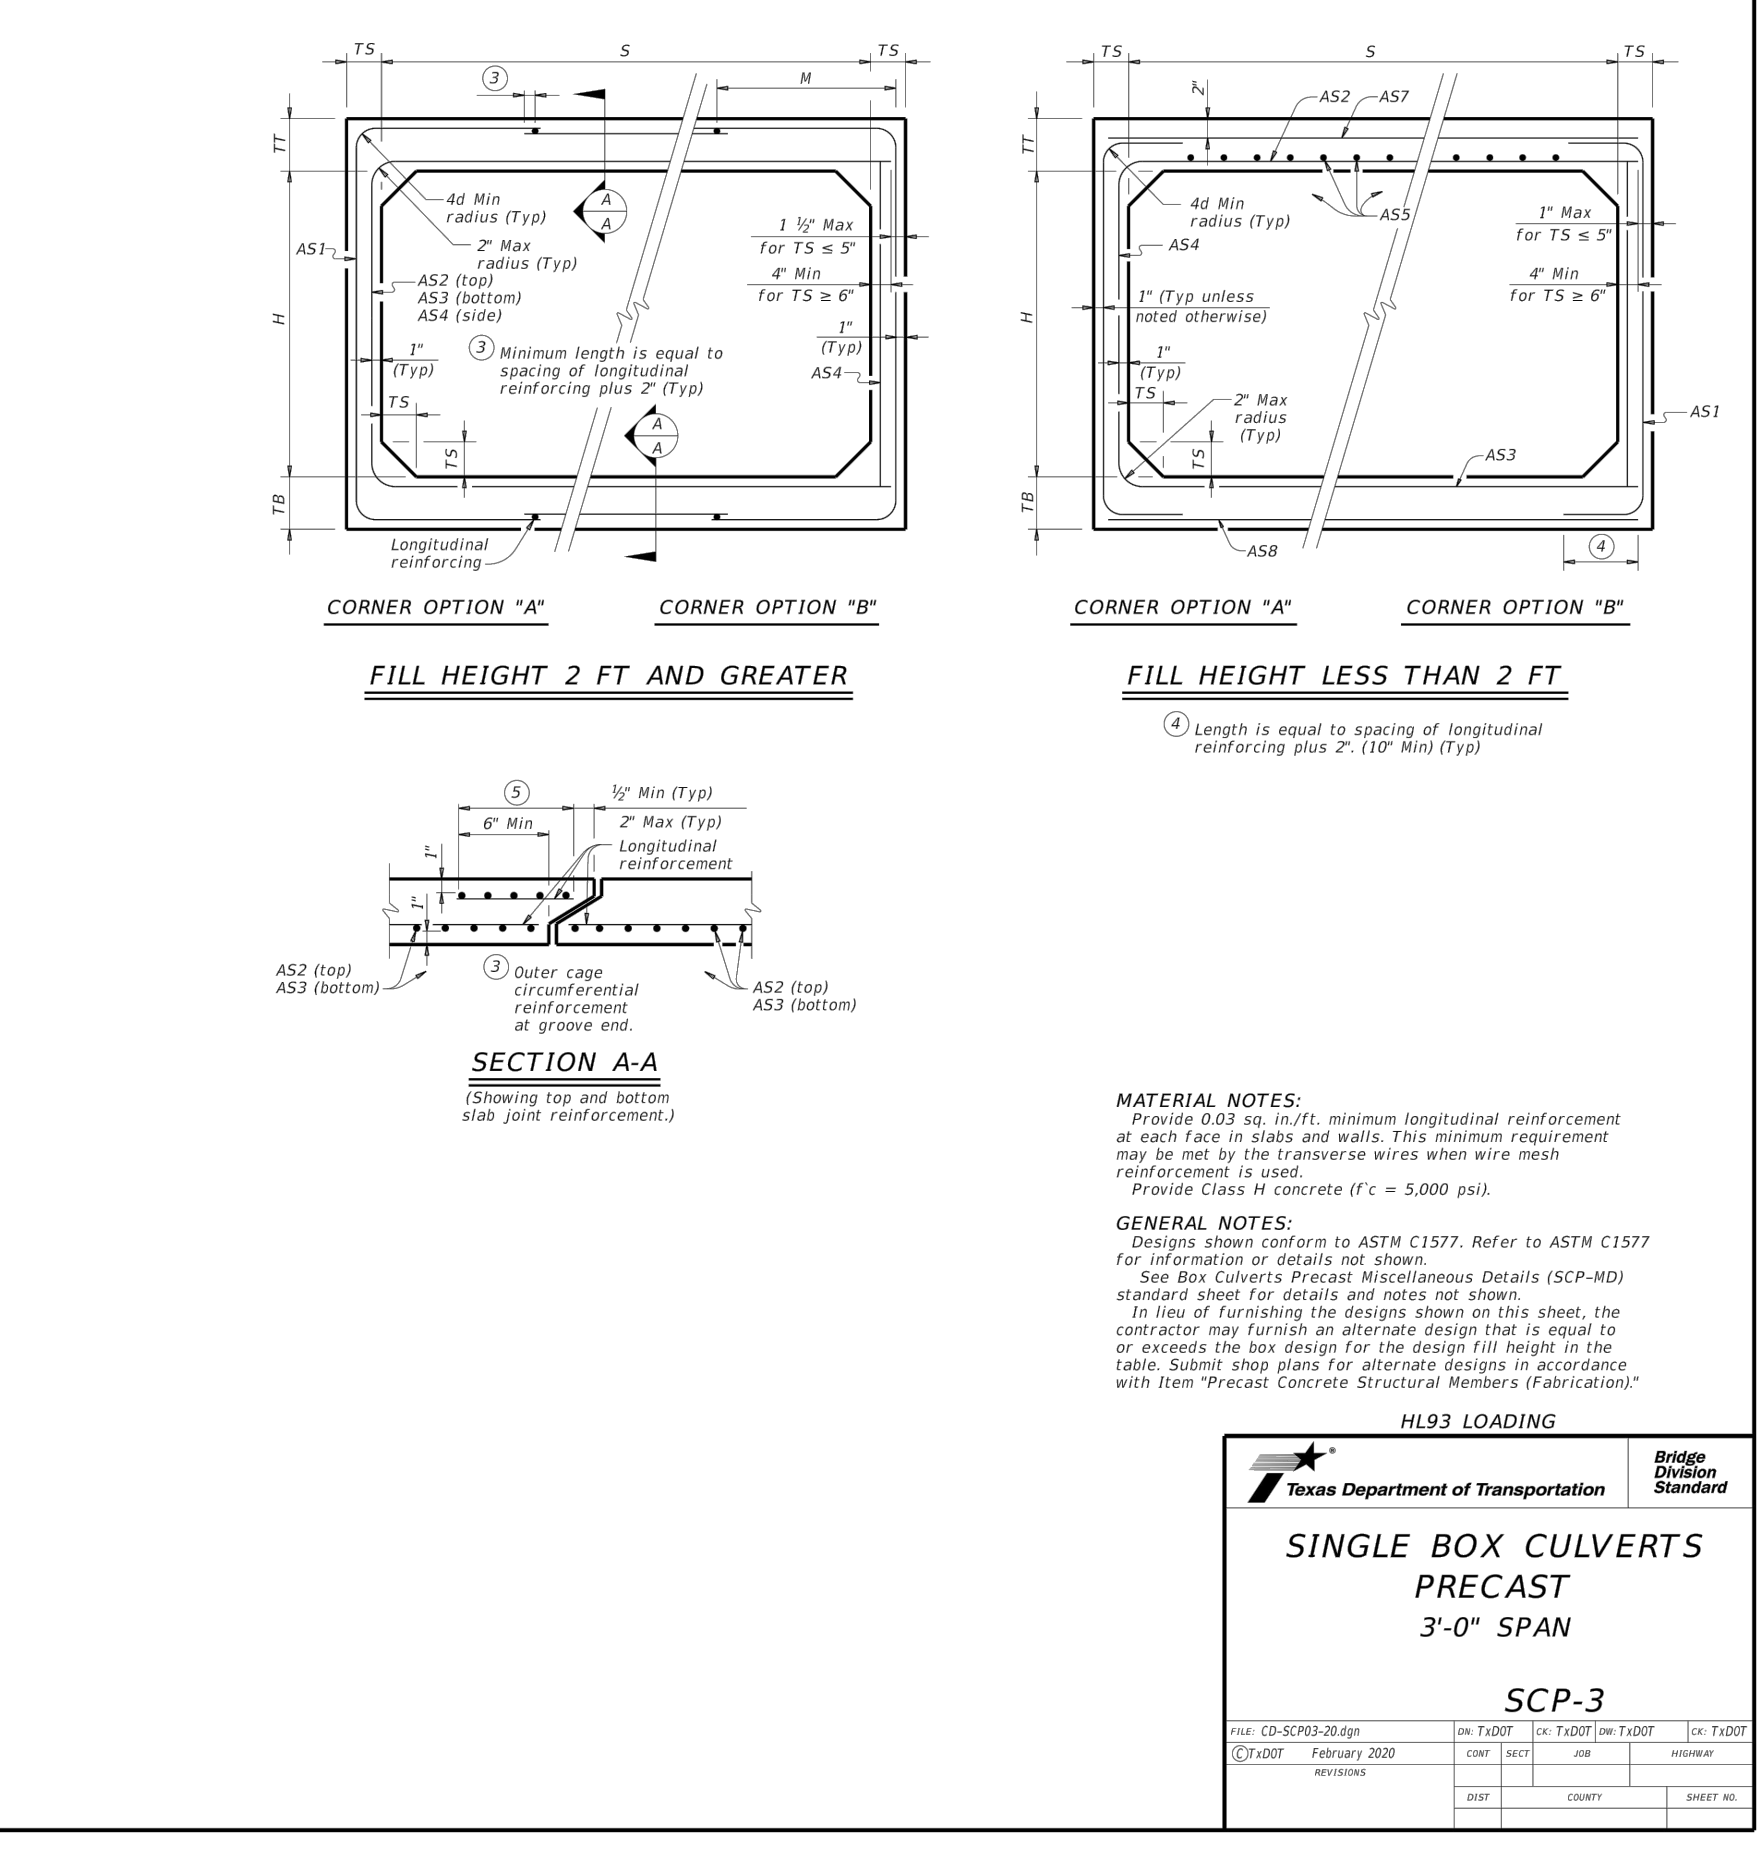 TS S TS
③ M
TT
4d Min
radius (Typ)
A
A
1 ½" Max
for TS ≤ 5"
AS1
2" Max
radius (Typ)
AS2 (top)
AS3 (bottom)
AS4 (side)
4" Min
for TS ≥ 6"
H
1"
(Typ)
③ Minimum length is equal to
spacing of longitudinal
reinforcing plus 2" (Typ)
1"
(Typ)
AS4
TS
A
A
TS
TB
Longitudinal
reinforcing
CORNER OPTION "A" CORNER OPTION "B"
FILL HEIGHT 2 FT AND GREATER
TS S TS
2" AS2 AS7
TT
4d Min
radius (Typ)
AS5
1" Max
for TS ≤ 5"
AS4
4" Min
for TS ≥ 6"
1" (Typ unless
noted otherwise)
H
1"
(Typ)
TS
2" Max
radius
(Typ)
AS1
TS
AS3
TB
AS8
④
CORNER OPTION "A" CORNER OPTION "B"
FILL HEIGHT LESS THAN 2 FT
④ Length is equal to spacing of longitudinal
reinforcing plus 2". (10" Min) (Typ)
⑤ ½" Min (Typ)
6" Min 2" Max (Typ)
Longitudinal
reinforcement
1"
1"
AS2 (top)
AS3 (bottom)
③ Outer cage
circumferential
reinforcement
at groove end.
AS2 (top)
AS3 (bottom)
SECTION A-A
(Showing top and bottom
slab joint reinforcement.)
MATERIAL NOTES:
Provide 0.03 sq. in./ft. minimum longitudinal reinforcement
at each face in slabs and walls. This minimum requirement
may be met by the transverse wires when wire mesh
reinforcement is used.
Provide Class H concrete (f`c = 5,000 psi).
GENERAL NOTES:
Designs shown conform to ASTM C1577. Refer to ASTM C1577
for information or details not shown.
See Box Culverts Precast Miscellaneous Details (SCP-MD)
standard sheet for details and notes not shown.
In lieu of furnishing the designs shown on this sheet, the
contractor may furnish an alternate design that is equal to
or exceeds the box design for the design fill height in the
table. Submit shop plans for alternate designs in accordance
with Item "Precast Concrete Structural Members (Fabrication)."
HL93 LOADING
®
Texas Department of Transportation
Bridge
Division
Standard
SINGLE BOX CULVERTS
PRECAST
3'-0" SPAN
SCP-3
FILE: CD-SCP03-20.dgn DN: TxDOT CK: TxDOT DW: TxDOT CK: TxDOT
©TxDOT February 2020 CONT SECT JOB HIGHWAY
REVISIONS
DIST COUNTY SHEET NO.